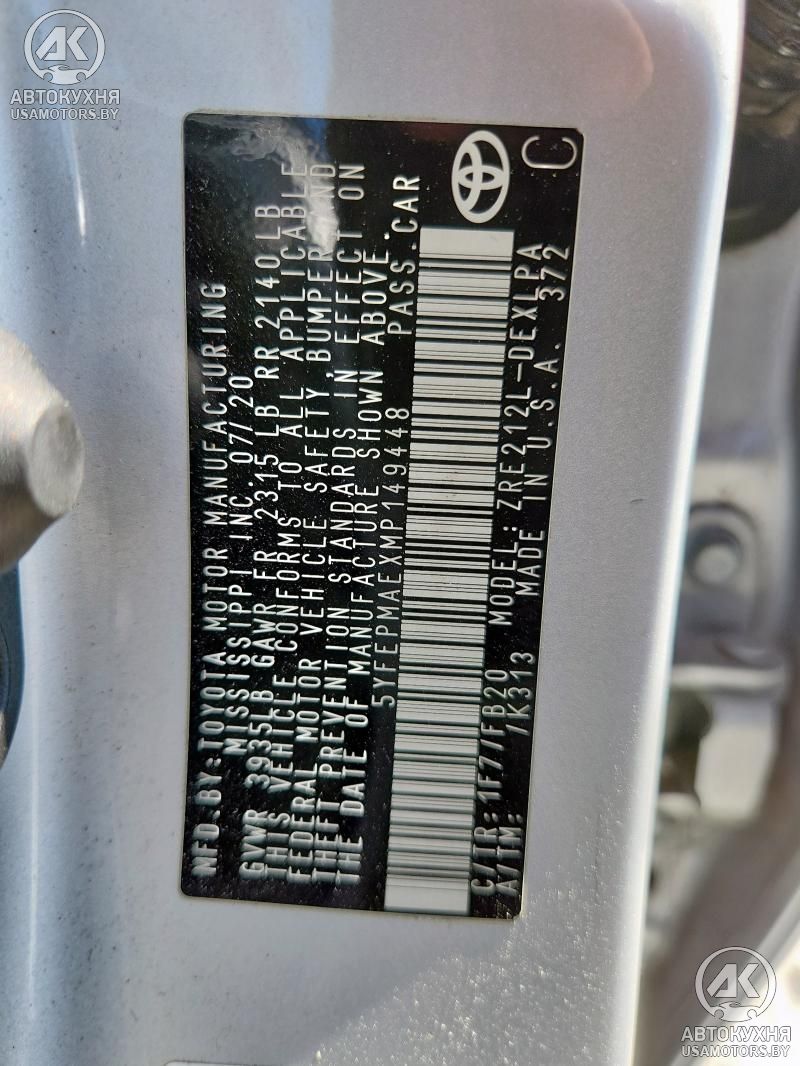 АК
АВТОКУХНЯ
USAMOTORS.BY
MFD.BY:TOYOTA MOTOR MANUFACTURING
MISSISSIPPI INC. 07/20
GVWR 3935LB GAWR FR 2315 LB RR 2140LB
THIS VEHICLE CONFORMS TO ALL APPLICABLE
FEDERAL MOTOR VEHICLE SAFETY, BUMPER, AND
THEFT PREVENTION STANDARDS IN EFFECT ON
THE DATE OF MANUFACTURE SHOWN ABOVE.
5YFEPMAEXMP149448 PASS.CAR
C/TR: 1F7/FB20 MODEL: ZRE212L-DEXLPA
A/TM: /K313 MADE IN U.S.A. 372
C
АК
АВТОКУХНЯ
USAMOTORS.BY